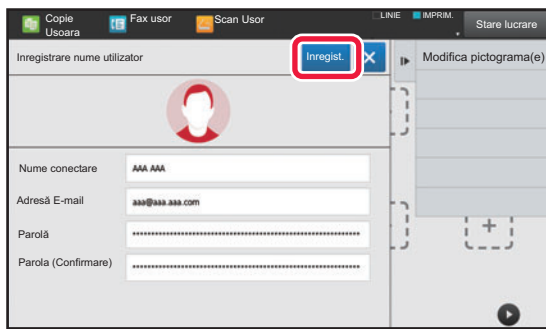 Copie
Usoara
Fax usor
Scan Usor
LINIE
IMPRIM.
Stare lucrare
Inregistrare nume utilizator
Inregist.
Modifica pictograma(e)
Nume conectare
AAA AAA
Adresă E-mail
aaa@aaa.aaa.com
Parolă
********************************************************************
Parola (Confirmare)
********************************************************************